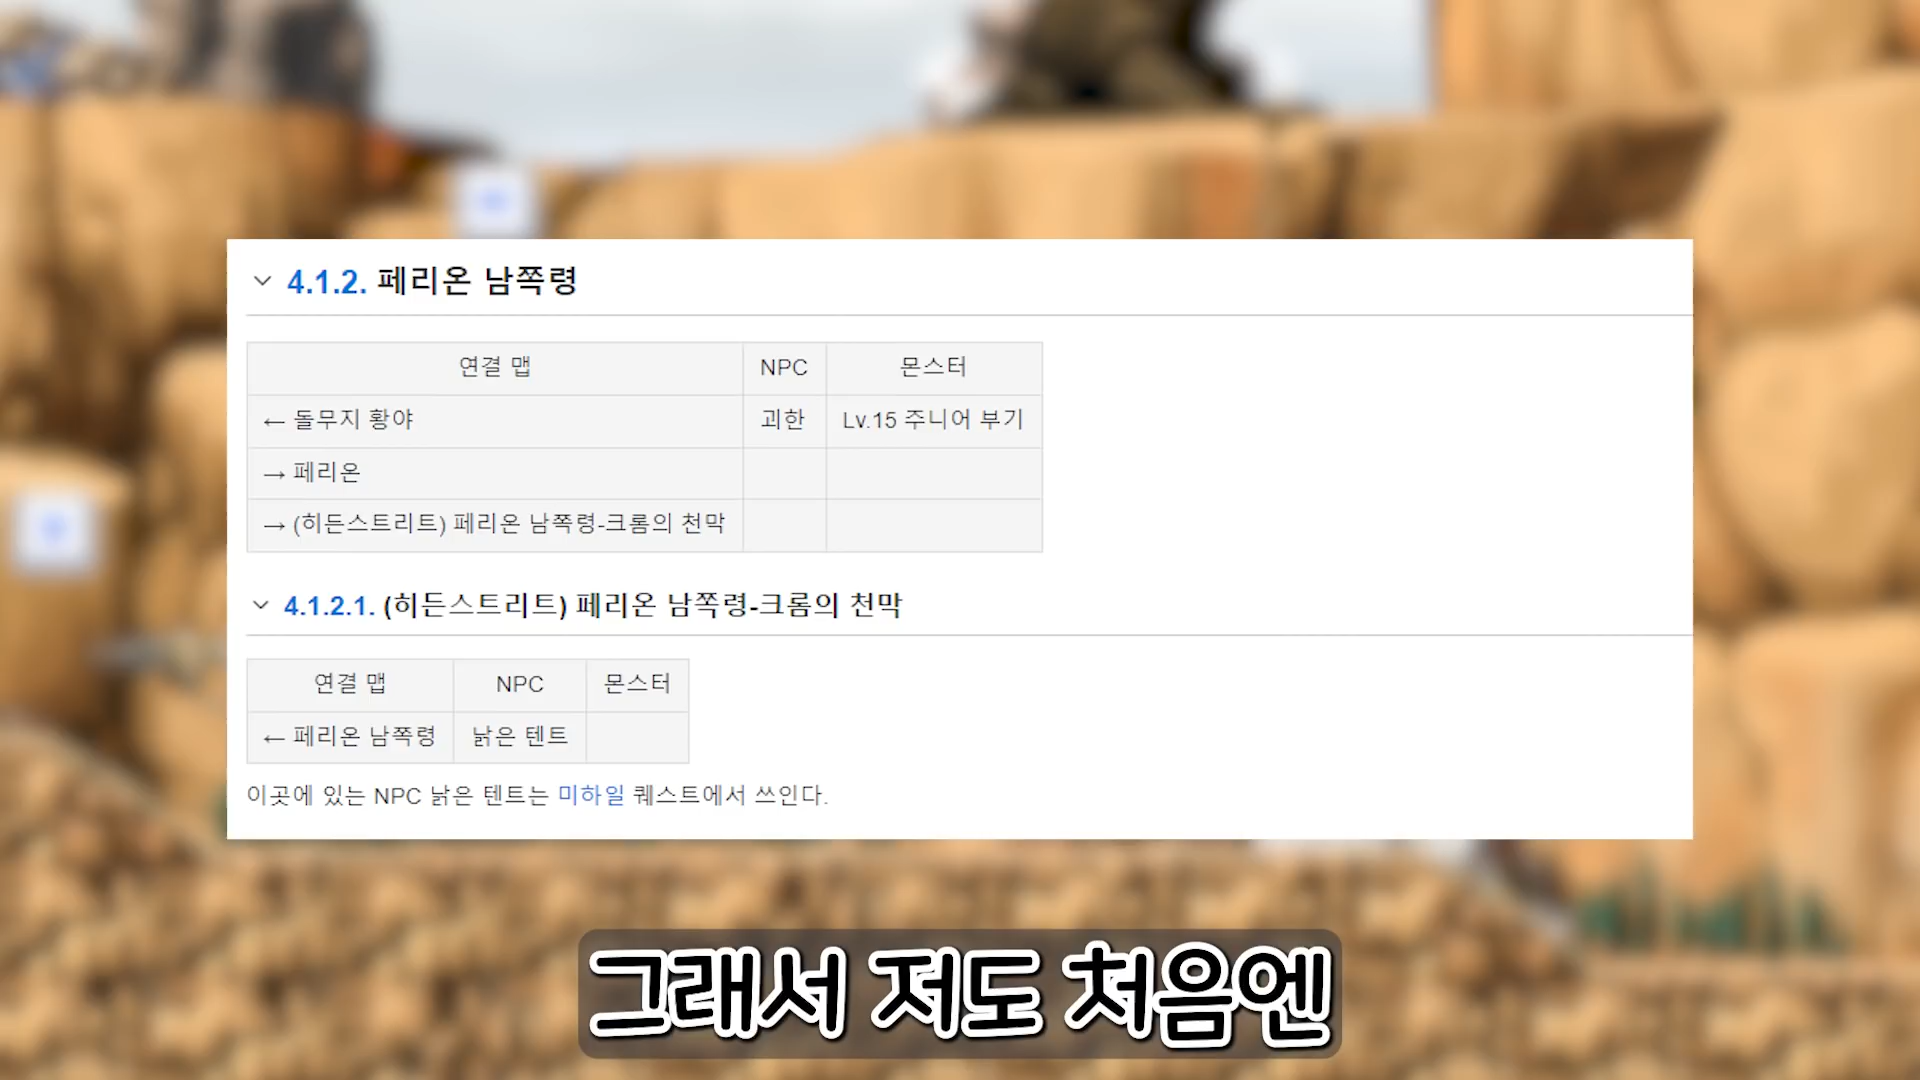 4.1.2. 페리온 남쪽령
연결 맵 NPC 몬스터
← 돌무지 황야 괴한 Lv.15 주니어 부기
→ 페리온
→ (히든스트리트) 페리온 남쪽령-크롬의 천막
4.1.2.1. (히든스트리트) 페리온 남쪽령-크롬의 천막
연결 맵 NPC 몬스터
← 페리온 남쪽령 낡은 텐트
이곳에 있는 NPC 낡은 텐트는 미하일 퀘스트에서 쓰인다.
그래서 저도 처음엔